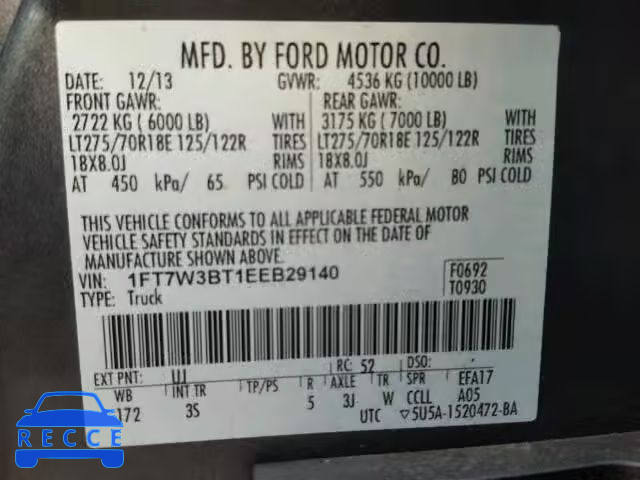 MFD. BY FORD MOTOR CO.
DATE: 12/13 GVWR: 4536 KG (10000 LB)
FRONT GAWR: REAR GAWR:
2722 KG ( 6000 LB) WITH 3175 KG ( 7000 LB) WITH
LT275/70R18E 125/122R TIRES LT275/70R18E 125/122R TIRES
18X8.0J RIMS 18X8.0J RIMS
AT 450 kPa/ 65 PSI COLD AT 550 kPa/ 80 PSI COLD
THIS VEHICLE CONFORMS TO ALL APPLICABLE FEDERAL MOTOR
VEHICLE SAFETY STANDARDS IN EFFECT ON THE DATE OF
MANUFACTURE SHOWN ABOVE.
VIN: 1FT7W3BT1EEB29140 F0692
TYPE: Truck T0930
EXT PNT: UJ RC: 52 DSO:
WB INT TR TP/PS R AXLE TR SPR EFA17
172 3S 5 3J W CCLL A05
UTC ▽5U5A-1520472-BA